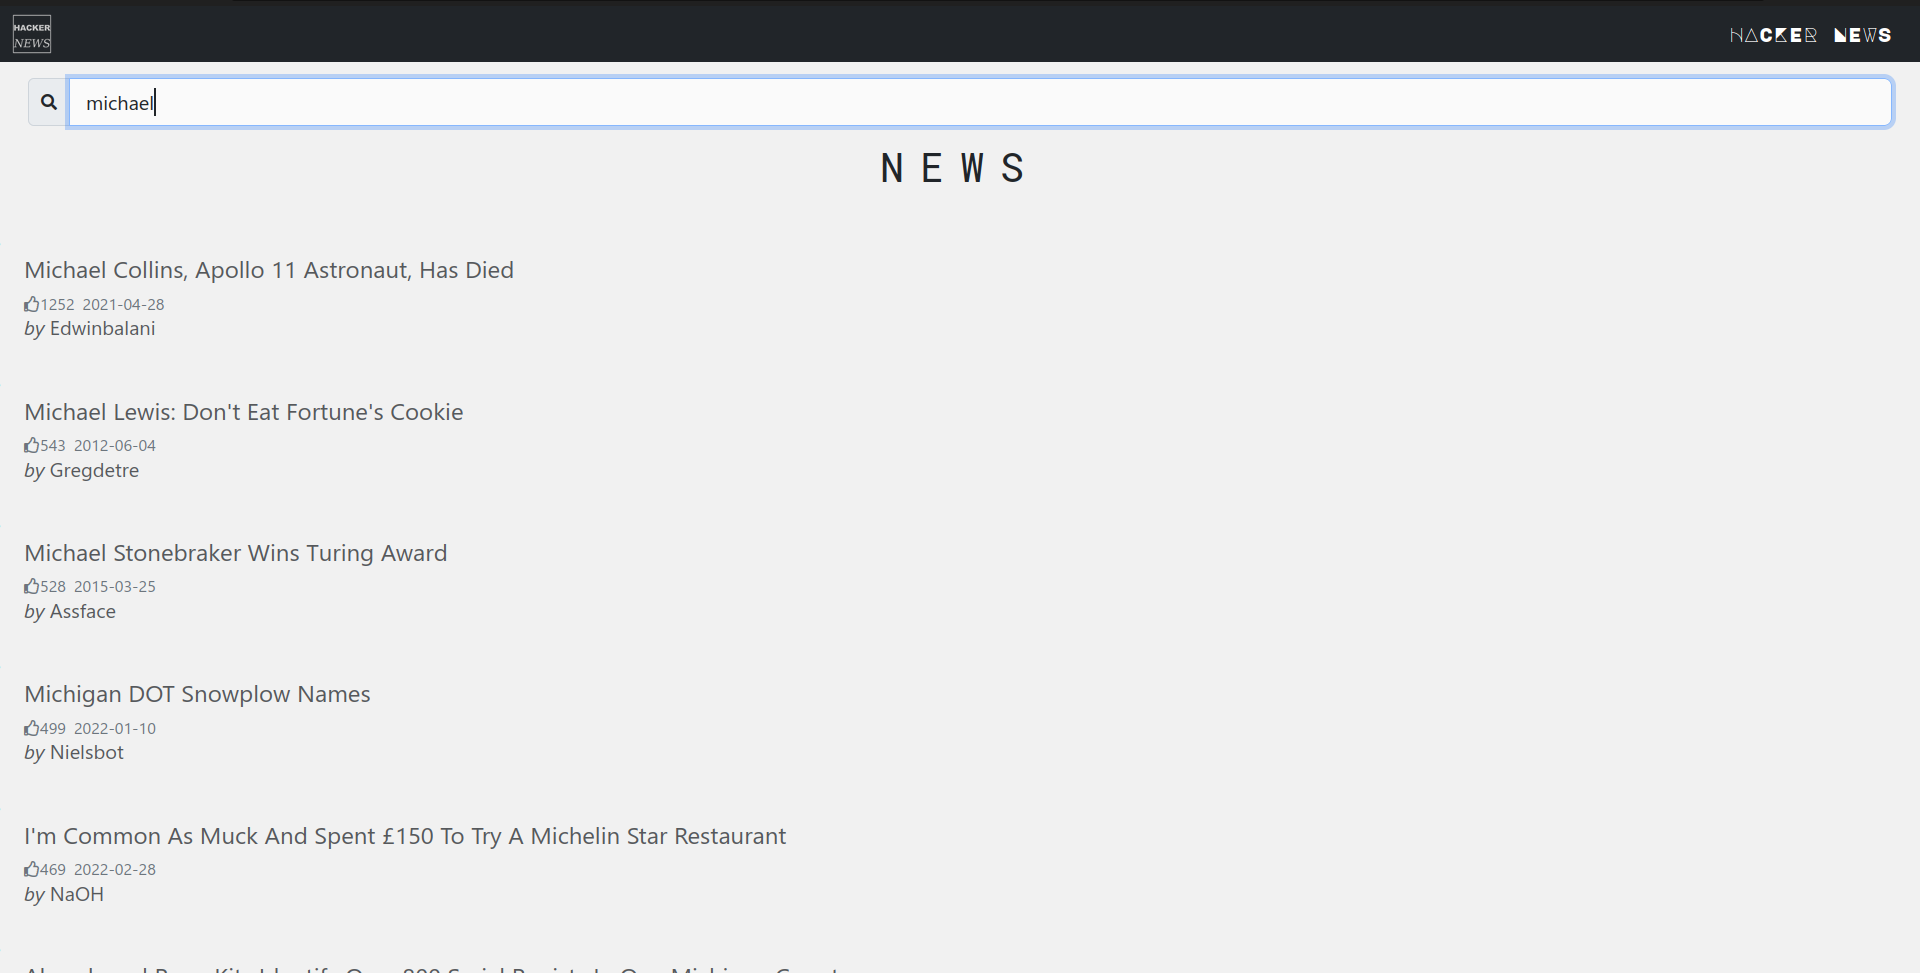 HACKER
NEWS
HACKER NEWS
michael
NEWS
Michael Collins, Apollo 11 Astronaut, Has Died
1252 2021-04-28
by Edwinbalani
Michael Lewis: Don't Eat Fortune's Cookie
543 2012-06-04
by Gregdetre
Michael Stonebraker Wins Turing Award
528 2015-03-25
by Assface
Michigan DOT Snowplow Names
499 2022-01-10
by Nielsbot
I'm Common As Muck And Spent £150 To Try A Michelin Star Restaurant
469 2022-02-28
by NaOH